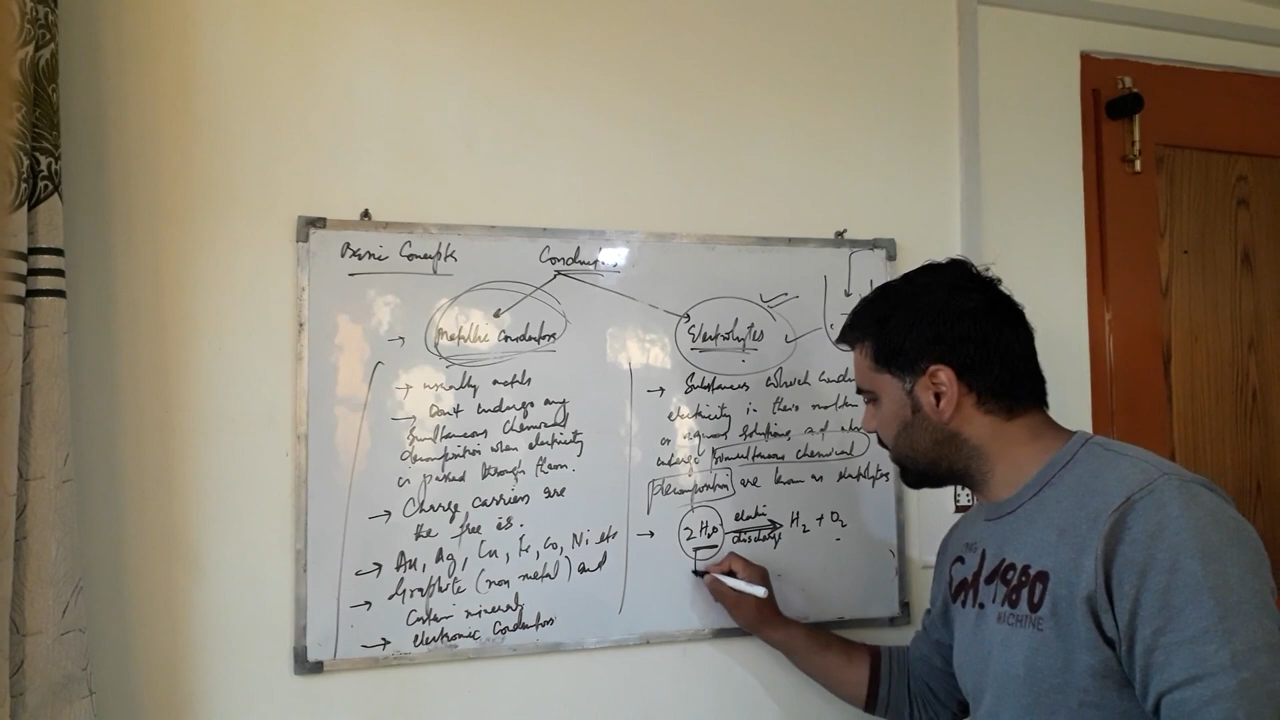 Basic Concepts
Conductors
Metallic conductors
→ usually metals
→ Don't undergo any
simultaneous chemical
decomposition when electricity
is passed through them.
→ Charge carriers are
the free es.
→ Au, Ag, Cu, Fe, Co, Ni etc
→ Graphite (non metal) and
Certain minerals
→ electronic Conductors
Electrolytes
→ Substances which
electricity in their molten
or aqueous solutions and also
undergo simultaneous chemical
decomposition are known as electrolytes
→ 2H₂O electric discharge → H₂ + O₂
1980
MACHINE